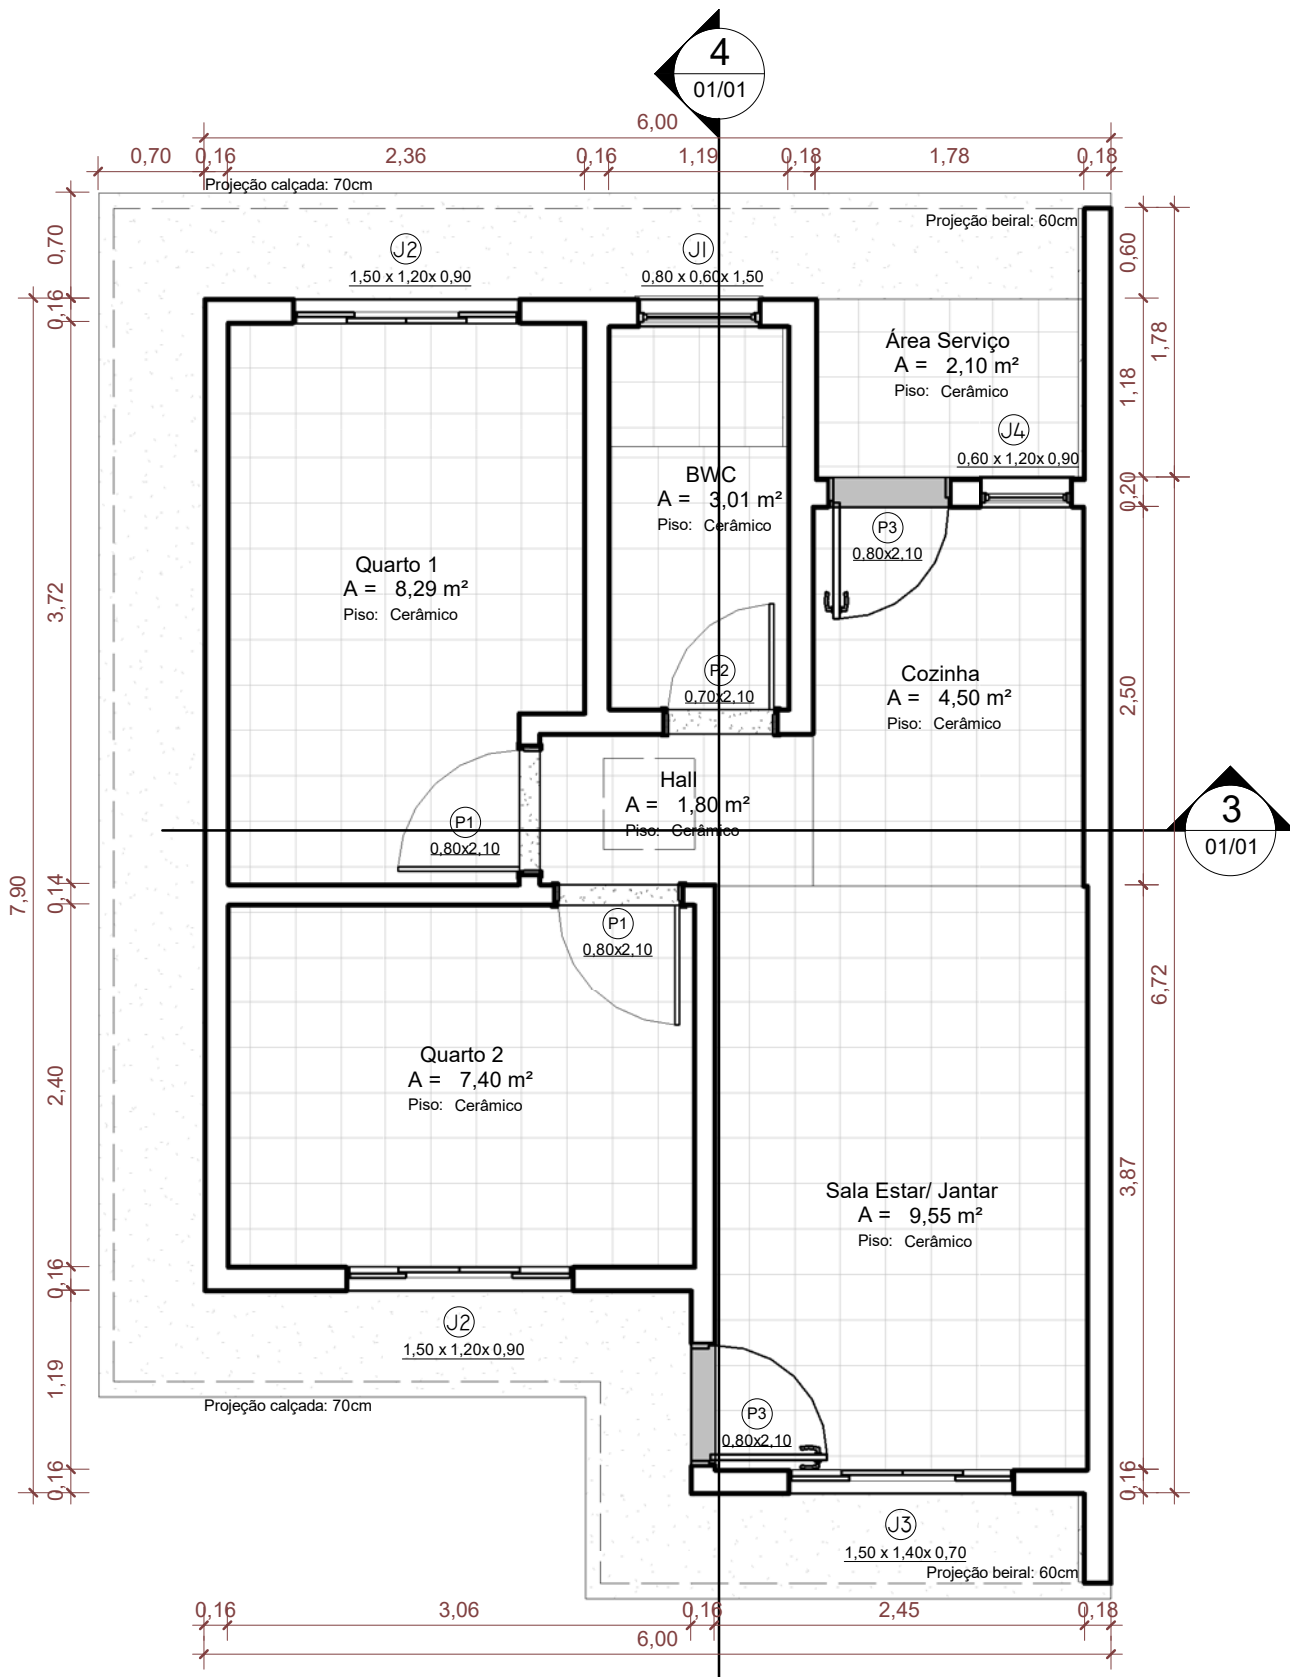 4
01/01
6,00
0,70 0,16 2,36 0,16 1,19 0,18 1,78 0,18
Projeção calçada: 70cm
Projeção beiral: 60cm
J2
1,50 x 1,20x 0,90
J1
0,80 x 0,60x 1,50
0,70
0,16
3,72
0,14
2,40
0,16
1,19
0,16
7,90
0,60
1,78
1,18
0,20
2,50
6,72
3,87
0,16
Área Serviço
A = 2,10 m²
Piso: Cerâmico
J4
0,60 x 1,20x 0,90
BWC
A = 3,01 m²
Piso: Cerâmico
P3
0,80x2,10
Quarto 1
A = 8,29 m²
Piso: Cerâmico
P2
0,70x2,10
Cozinha
A = 4,50 m²
Piso: Cerâmico
Hall
A = 1,80 m²
Piso: Cerâmico
P1
0,80x2,10
3
01/01
P1
0,80x2,10
Quarto 2
A = 7,40 m²
Piso: Cerâmico
Sala Estar/ Jantar
A = 9,55 m²
Piso: Cerâmico
J2
1,50 x 1,20x 0,90
Projeção calçada: 70cm
P3
0,80x2,10
J3
1,50 x 1,40x 0,70
Projeção beiral: 60cm
0,16 3,06 0,16 2,45 0,18
6,00